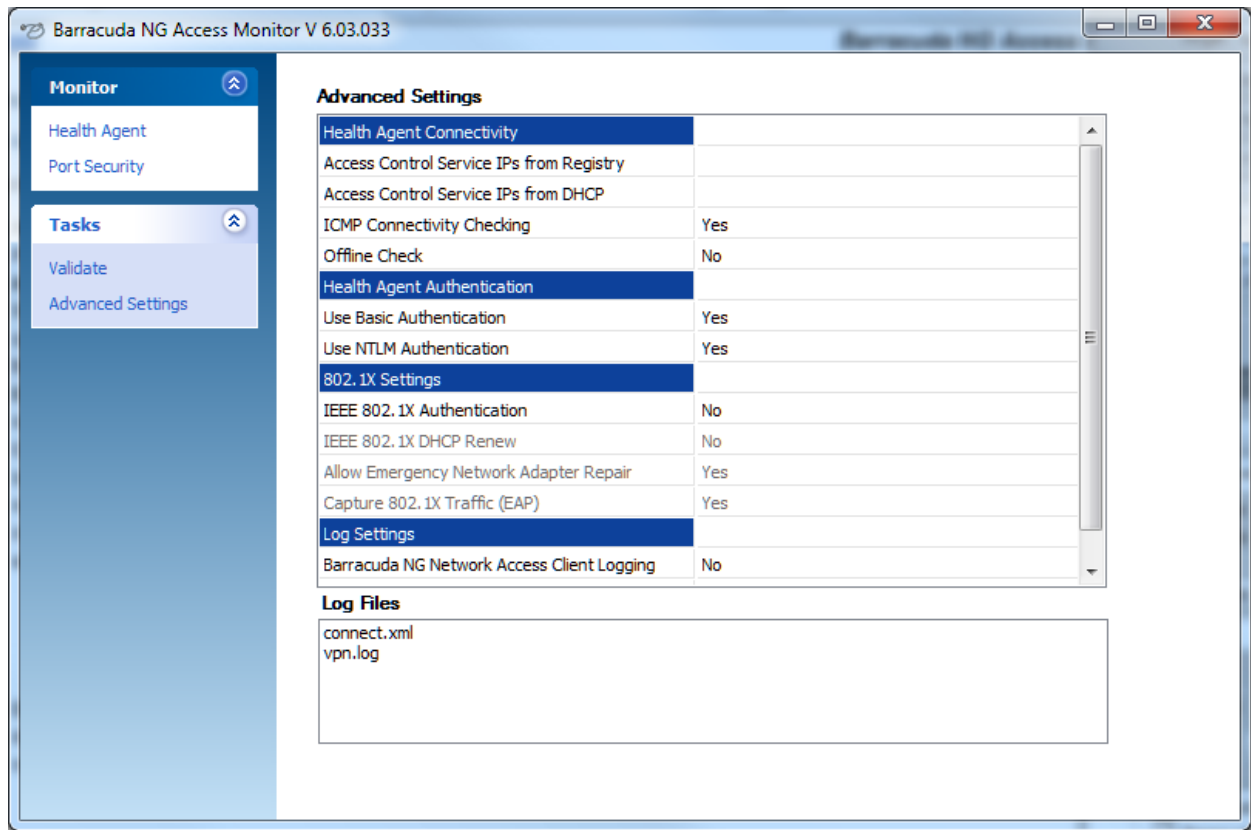 Barracuda NG Access Monitor V 6.03.033
Monitor
Health Agent
Port Security
Tasks
Validate
Advanced Settings
Advanced Settings
Health Agent Connectivity
Access Control Service IPs from Registry
Access Control Service IPs from DHCP
ICMP Connectivity Checking Yes
Offline Check No
Health Agent Authentication
Use Basic Authentication Yes
Use NTLM Authentication Yes
802.1X Settings
IEEE 802.1X Authentication No
IEEE 802.1X DHCP Renew No
Allow Emergency Network Adapter Repair Yes
Capture 802.1X Traffic (EAP) Yes
Log Settings
Barracuda NG Network Access Client Logging No
Log Files
connect.xml
vpn.log